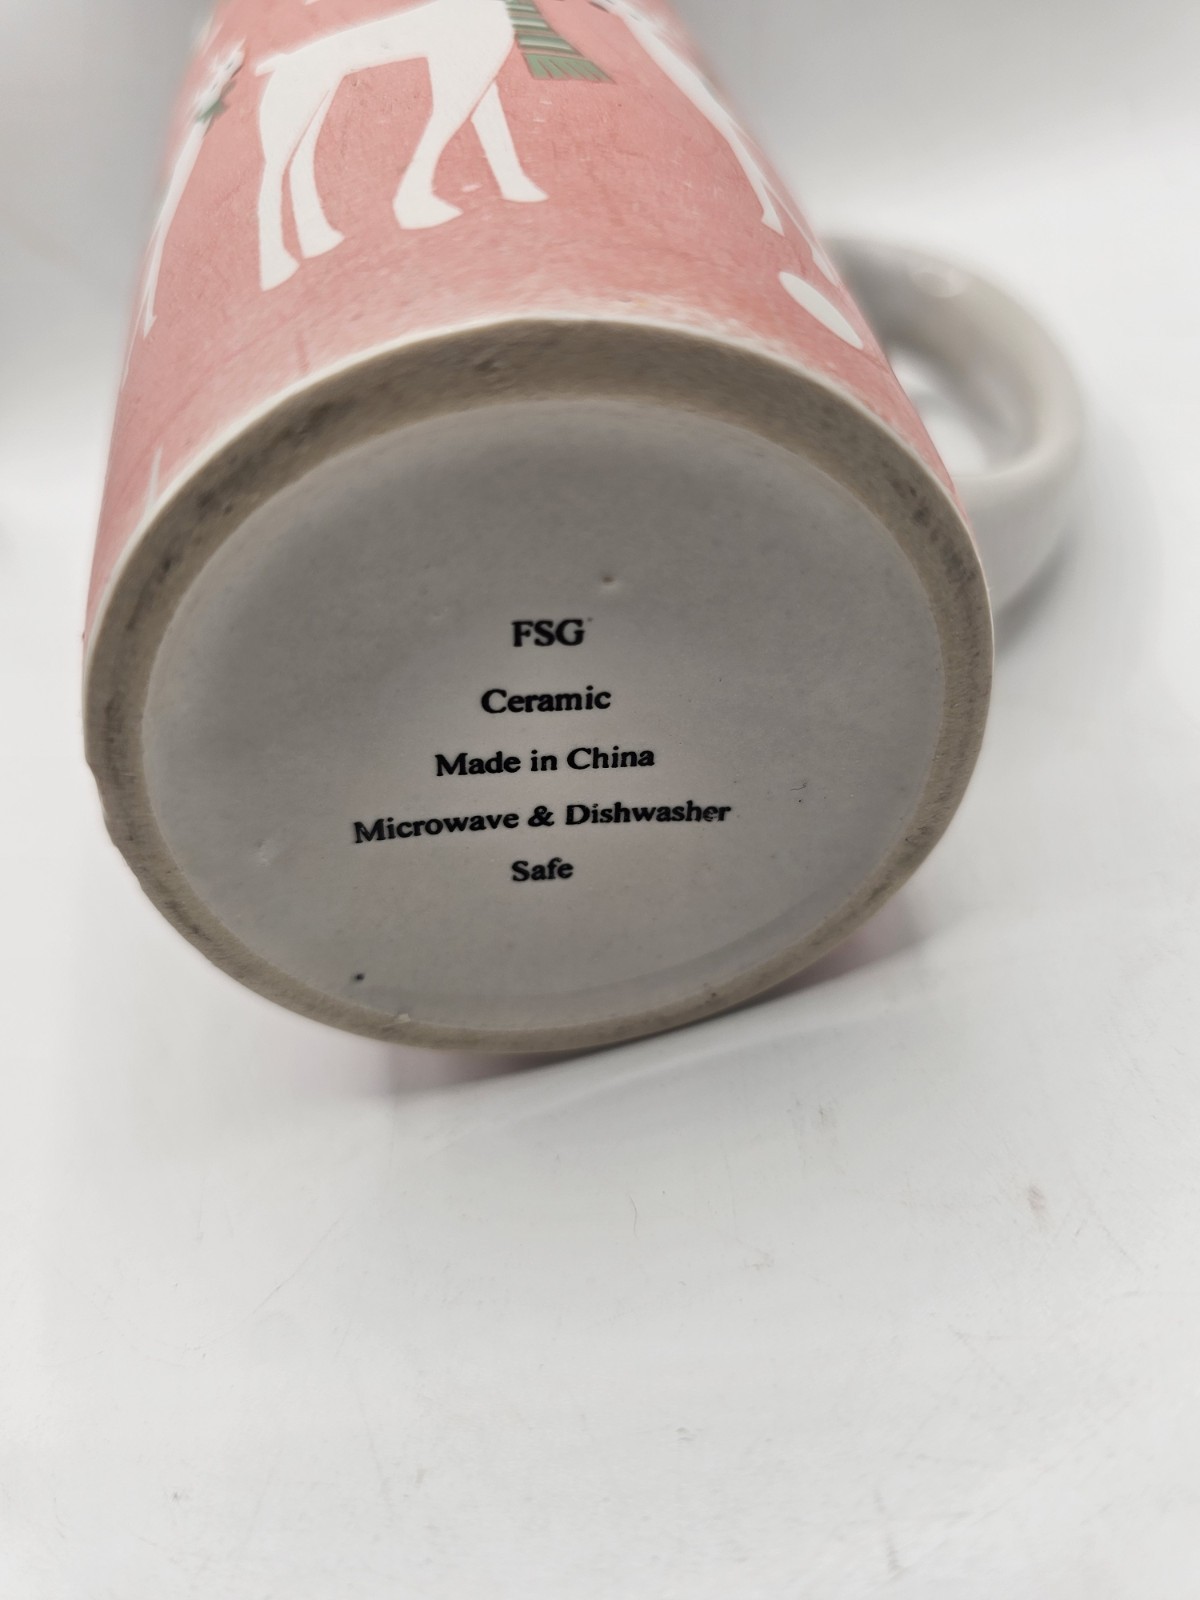 FSG
Ceramic
Made in China
Microwave & Dishwasher
Safe